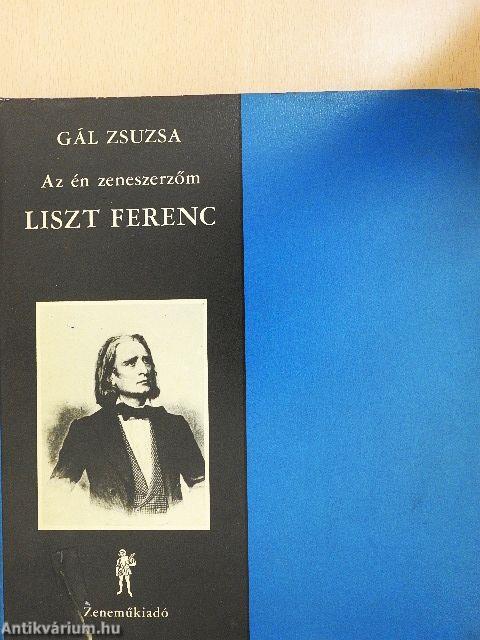 GÁL ZSUZSA
Az én zeneszerzőm
LISZT FERENC
Zeneműkiadó
Antikvárium.hu